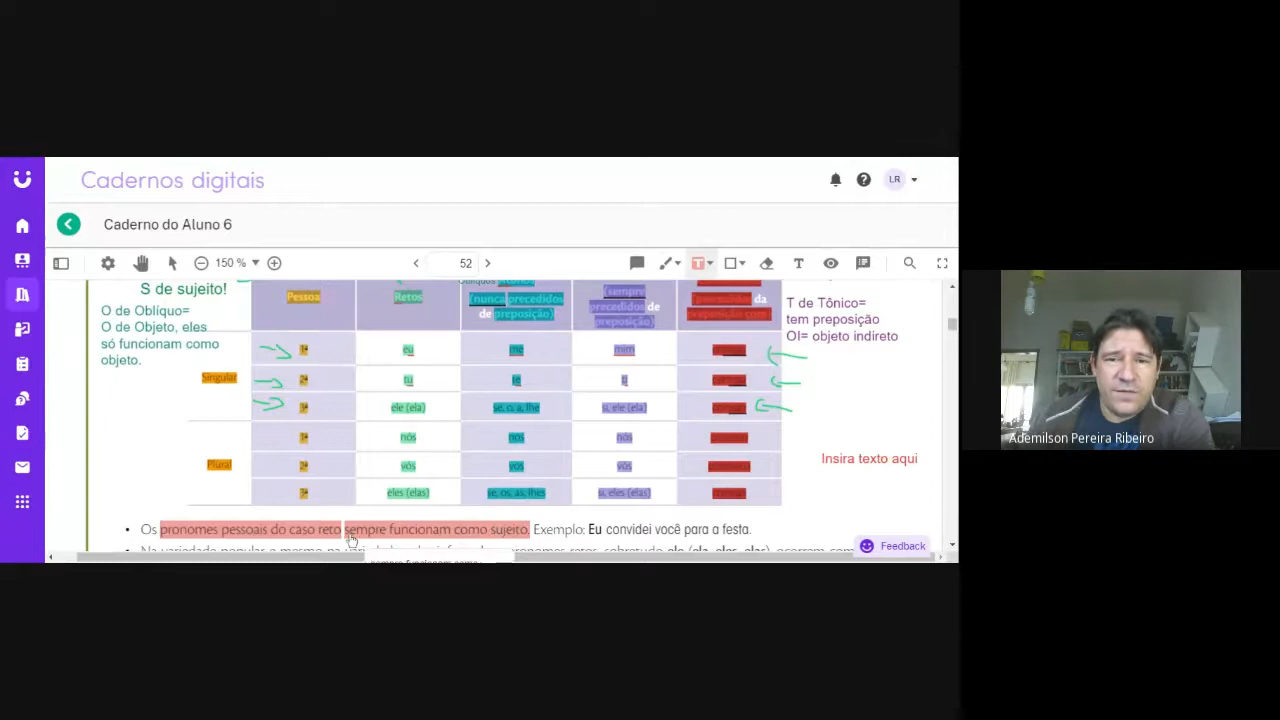 Cadernos digitais
LR
Caderno do Aluno 6
150 %
52
S de sujeito!
O de Oblíquo=
O de Objeto, eles
só funcionam como
objeto.
Pessoa
Retos
(nunca precedidos
de preposição)
(sempre
precedidos de
preposição)
da
preposição com)
T de Tônico=
tem preposição
OI= objeto indireto
Singular
1ª eu me mim
2ª tu te ti
3ª ele (ela) se, o, a, lhe si, ele (ela)
Plural
1ª nós nos nós
2ª vós vos vós
3ª eles (elas) se, os, as, lhes si, eles (elas)
Insira texto aqui
• Os pronomes pessoais do caso reto sempre funcionam como sujeito. Exemplo: Eu convidei você para a festa.
Feedback
Ademilson Pereira Ribeiro